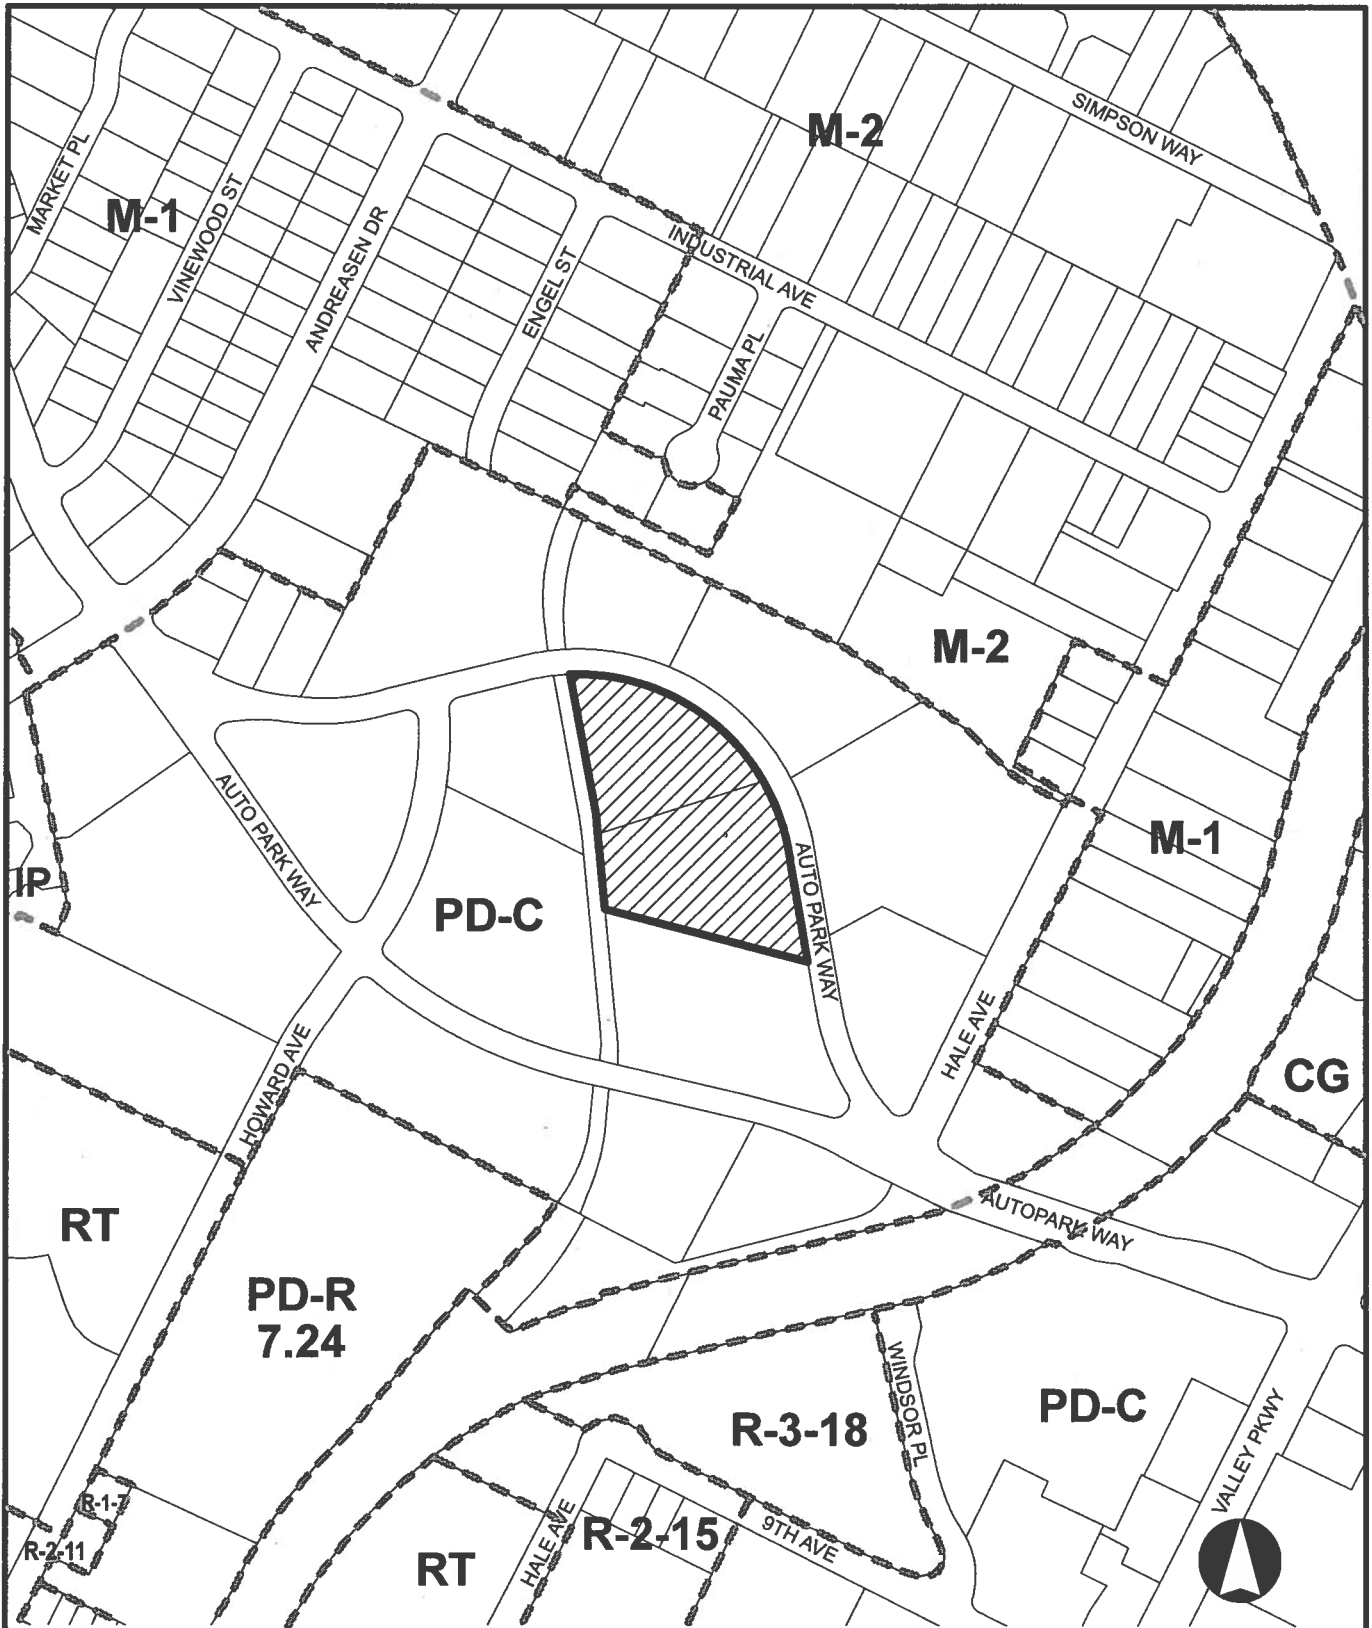 M-2
SIMPSON WAY
MARKET PL
M-1
VINEWOOD ST
ANDREASEN DR
ENGEL ST
INDUSTRIAL AVE
PAUMA PL
M-2
AUTO PARK WAY
M-1
IP
PD-C
AUTO PARK WAY
HALE AVE
CG
HOWARD AVE
RT
AUTOPARK WAY
PD-R
7.24
WINDSOR PL
PD-C
R-3-18
VALLEY PKWY
R-1-7
R-2-11
HALE AVE
R-2-15
9TH AVE
RT